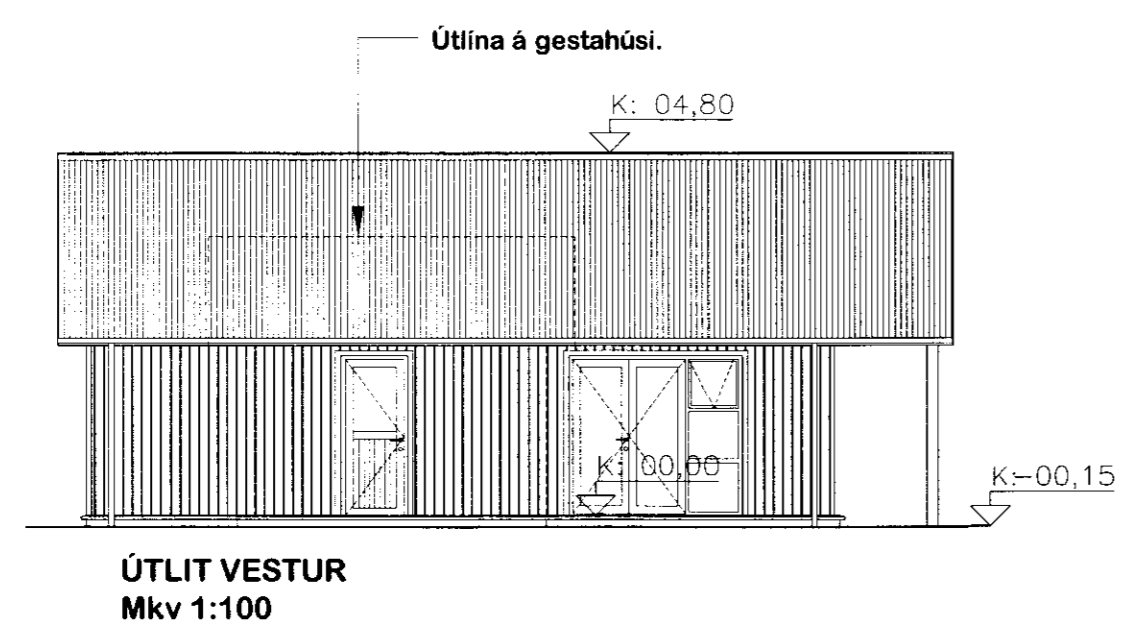 Útlína á gestahúsi.
K: 04,80
K: 00,00
K:-00,15
ÚTLIT VESTUR
Mkv 1:100